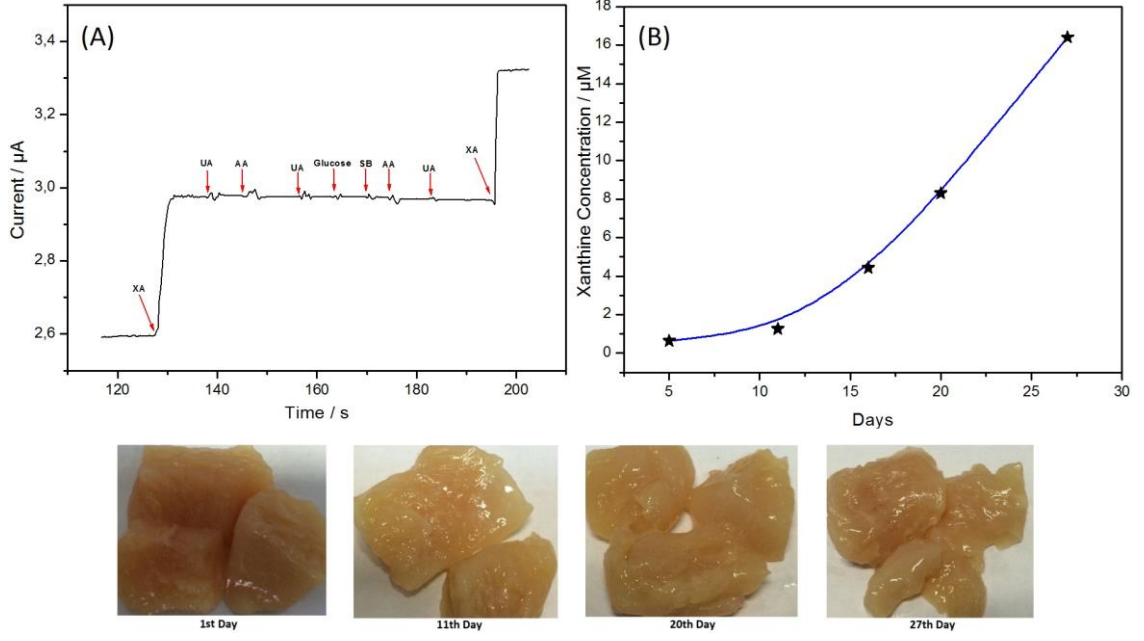 (A)
Current / µA
3,4
3,2
3,0
2,8
2,6
XA
UA
AA
UA
Glucose
SB
AA
UA
XA
120
140
160
180
200
Time / s
(B)
Xanthine Concentration / µM
18
16
14
12
10
8
6
4
2
0
5
10
15
20
25
30
Days
1st Day
11th Day
20th Day
27th Day